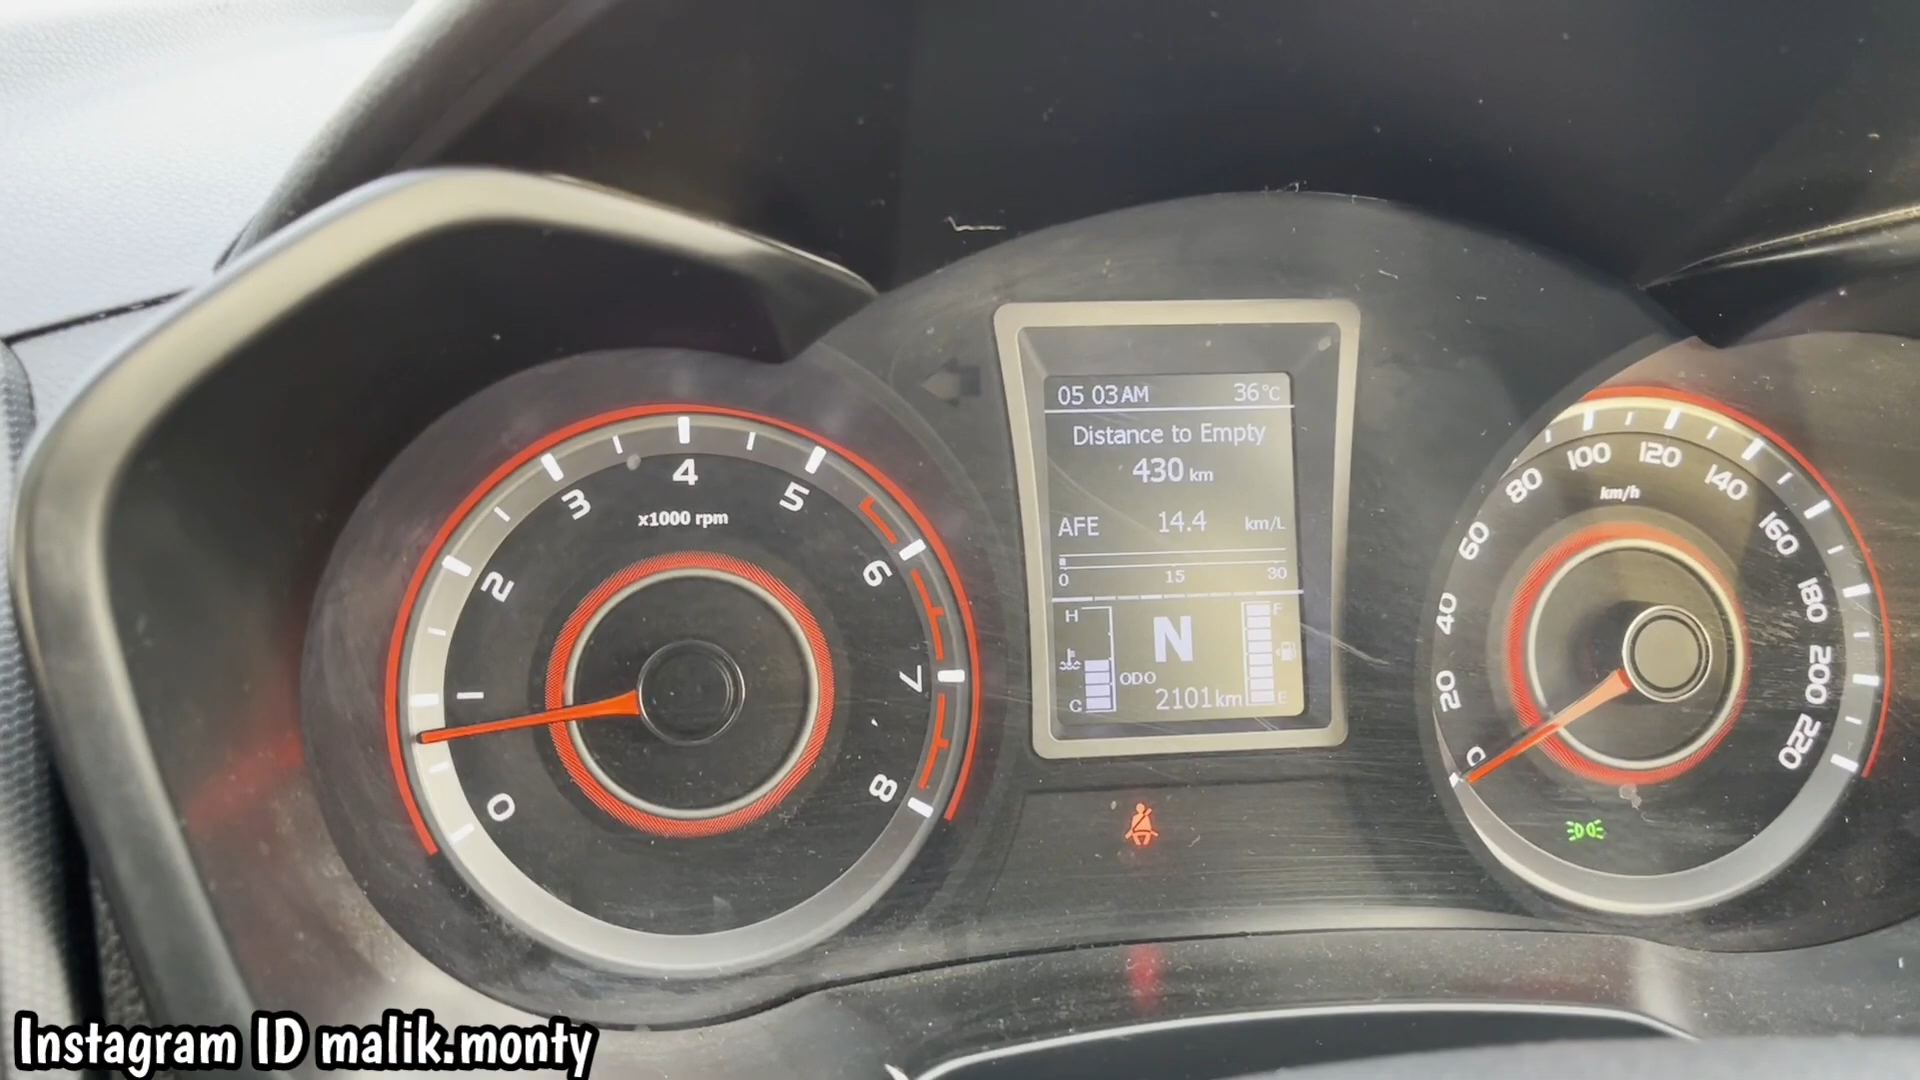 05 03 AM 36°C
Distance to Empty
430 km
AFE 14.4 km/L
0 15 30
H F
N
ODO
C 2101 km E
0 1 2 3 4 5 6 7 8
x1000 rpm
0 20 40 60 80 100 120 140 160 180 200 220
km/h
Instagram ID malik.monty